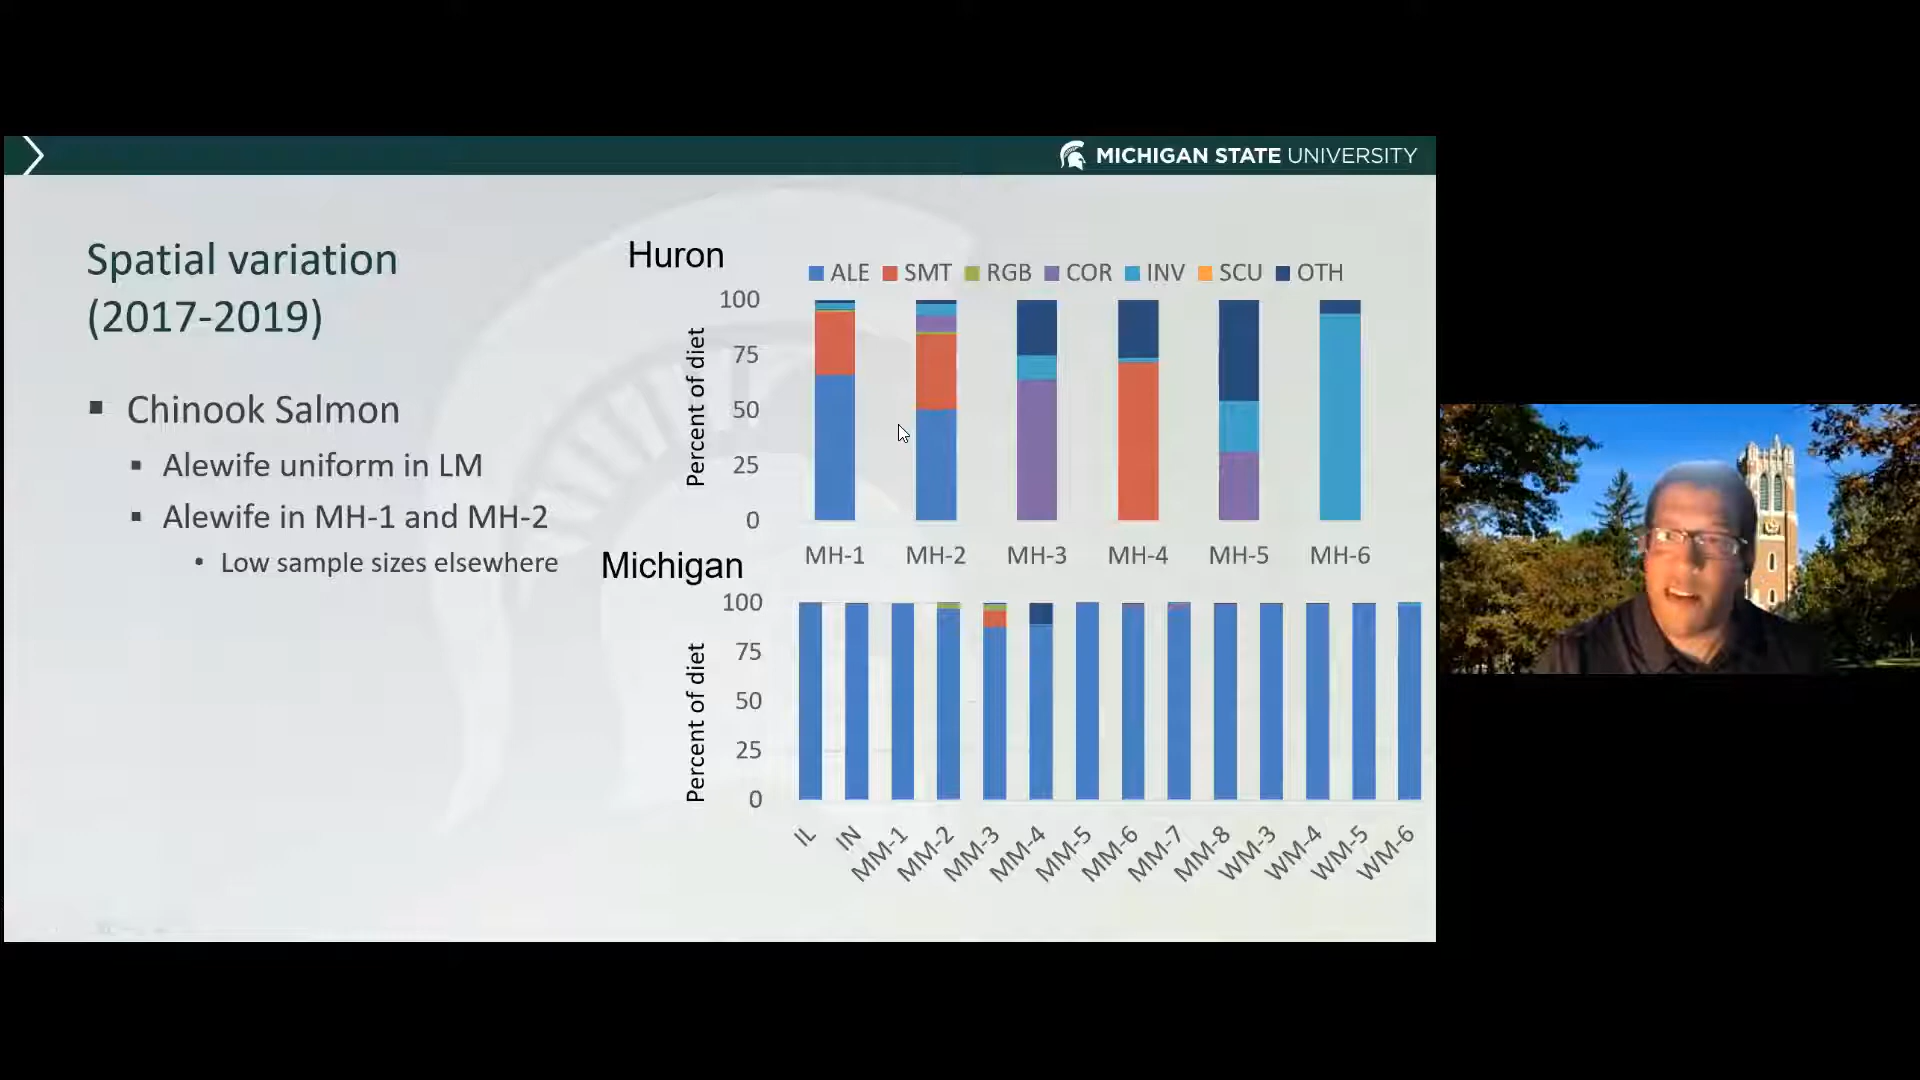 MICHIGAN STATE UNIVERSITY
Spatial variation
(2017-2019)
▪ Chinook Salmon
▪ Alewife uniform in LM
▪ Alewife in MH-1 and MH-2
• Low sample sizes elsewhere
Huron
ALE SMT RGB COR INV SCU OTH
Percent of diet
100
75
50
25
0
MH-1 MH-2 MH-3 MH-4 MH-5 MH-6
Michigan
Percent of diet
100
75
50
25
0
IL IN MM-1 MM-2 MM-3 MM-4 MM-5 MM-6 MM-7 MM-8 WM-3 WM-4 WM-5 WM-6